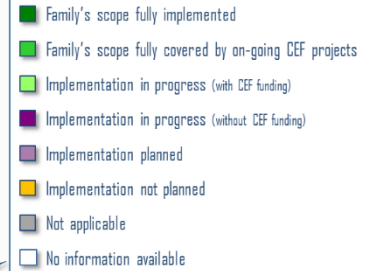 Family's scope fully implemented
Family's scope fully covered by on-going CEF projects
Implementation in progress (with CEF funding)
Implementation in progress (without CEF funding)
Implementation planned
Implementation not planned
Not applicable
No information available